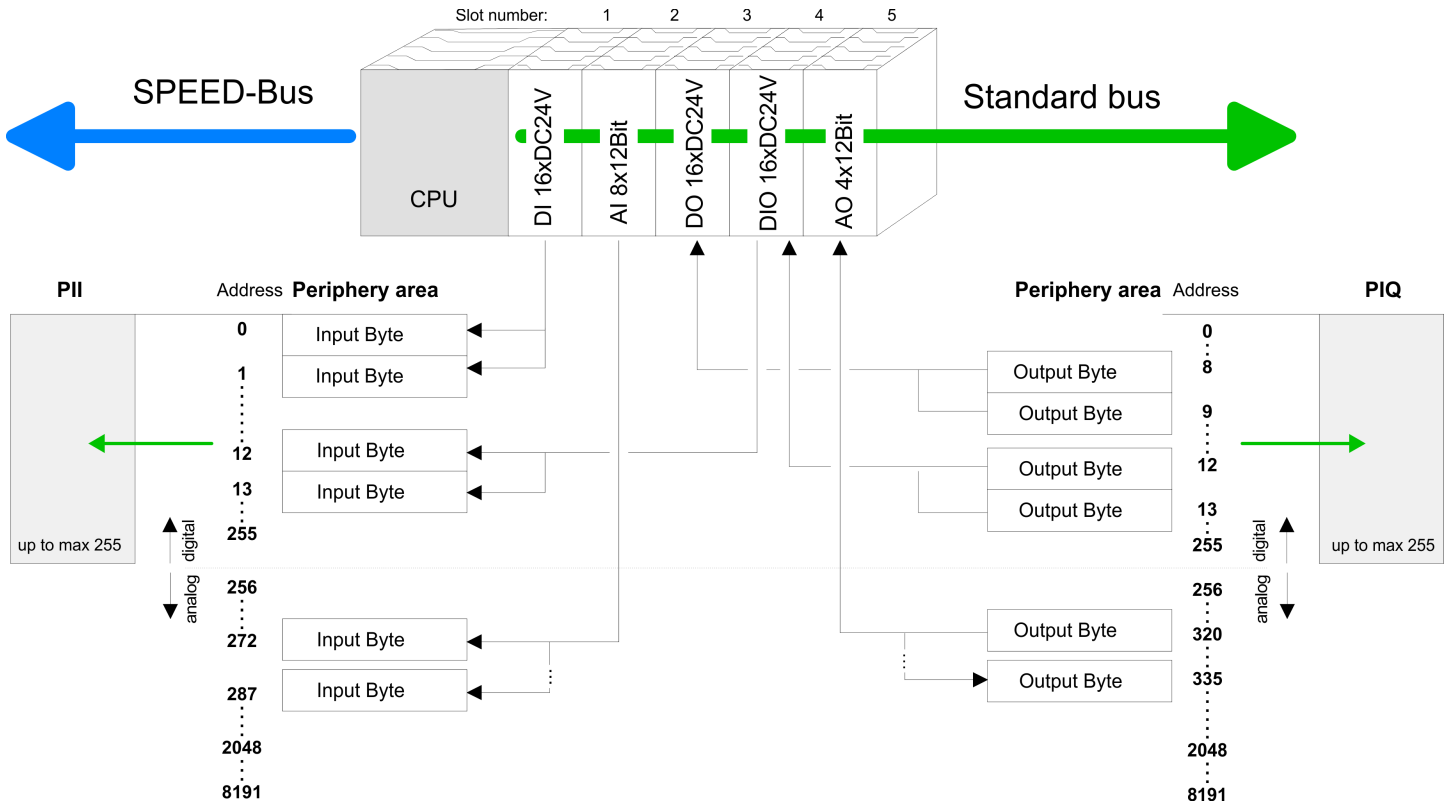 Slot number: 1 2 3 4 5
SPEED-Bus
Standard bus
CPU
DI 16xDC24V
AI 8x12Bit
DO 16xDC24V
DIO 16xDC24V
AO 4x12Bit
PII
Address
Periphery area
0
Input Byte
1
Input Byte
12
Input Byte
13
Input Byte
255
up to max 255
digital
analog
256
272
Input Byte
287
Input Byte
2048
8191
Periphery area
Address
PIQ
0
Output Byte
8
Output Byte
9
Output Byte
12
Output Byte
13
255
up to max 255
digital
analog
256
Output Byte
320
Output Byte
335
2048
8191